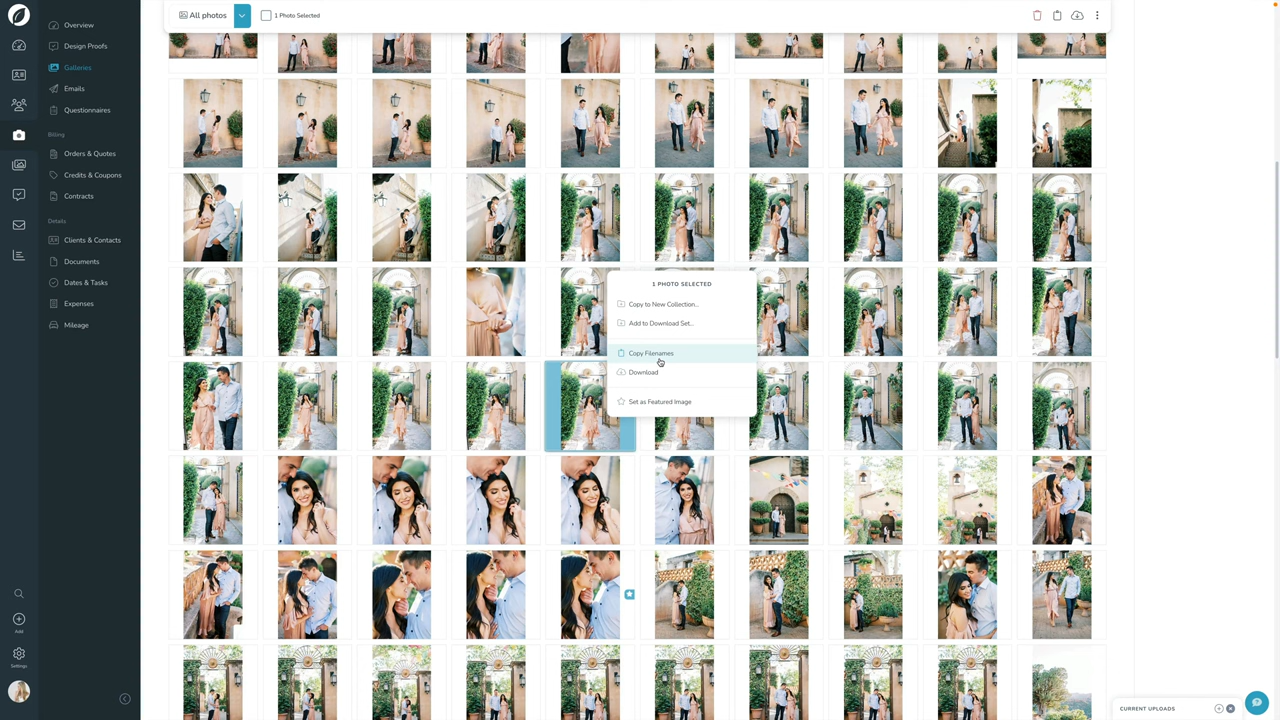 All photos
1 Photo Selected
Overview
Design Proofs
Galleries
Emails
Questionnaires
Billing
Orders & Quotes
Credits & Coupons
Contracts
Details
Clients & Contacts
Documents
Dates & Tasks
Expenses
Mileage
Add
Settings
1 PHOTO SELECTED
Copy to New Collection...
Add to Download Set...
Copy Filenames
Download
Set as Featured Image
CURRENT UPLOADS